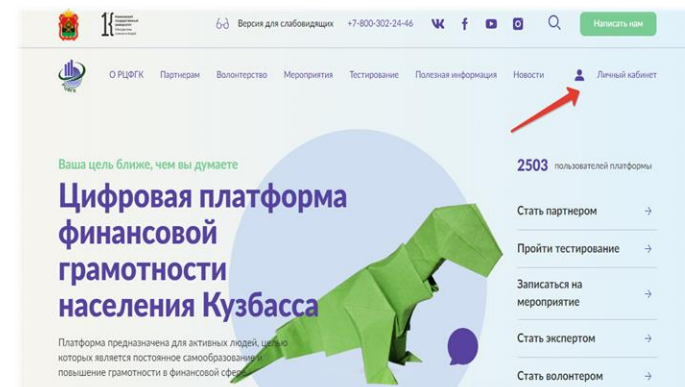 Версия для слабовидящих +7-800-302-24-46 Написать нам
О РЦФГК Партнерам Волонтерство Мероприятия Тестирование Полезная информация Новости Личный кабинет
Ваша цель ближе, чем вы думаете
Цифровая платформа
финансовой
грамотности
населения Кузбасса
Платформа предназначена для активных людей, целью
которых является постоянное самообразование и
повышение грамотности в финансовой сфере
2503 пользователей платформы
Стать партнером
Пройти тестирование
Записаться на
мероприятие
Стать экспертом
Стать волонтером